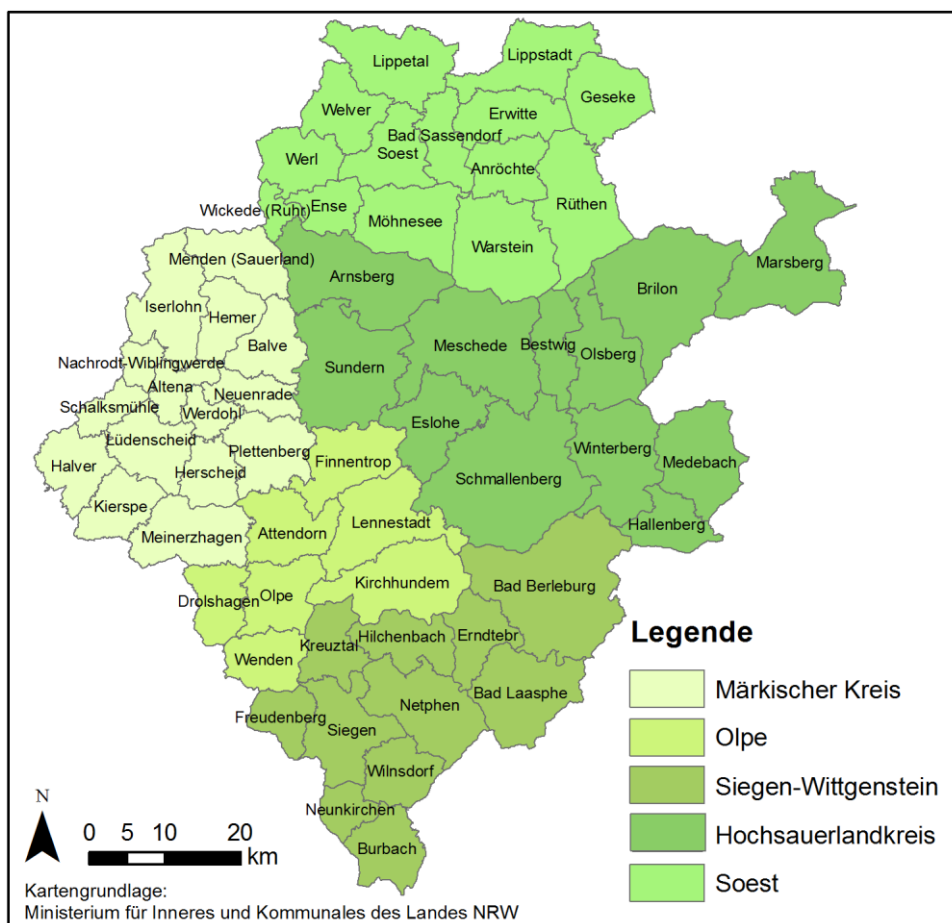 Lippetal
Lippstadt
Geseke
Welver
Erwitte
Bad Sassendorf
Soest
Werl
Anröchte
Rüthen
Ense
Wickede (Ruhr)
Möhnesee
Warstein
Menden (Sauerland)
Arnsberg
Marsberg
Brilon
Iserlohn
Hemer
Balve
Meschede
Bestwig
Olsberg
Sundern
Nachrodt-Wiblingwerde
Altena
Neuenrade
Schalksmühle
Werdohl
Eslohe
Lüdenscheid
Plettenberg
Winterberg
Medebach
Halver
Herscheid
Finnentrop
Schmallenberg
Kierspe
Lennestadt
Hallenberg
Meinerzhagen
Attendorn
Kirchhundem
Bad Berleburg
Drolshagen
Olpe
Hilchenbach
Erndtebr
Kreuztal
Wenden
Bad Laasphe
Netphen
Freudenberg
Siegen
Wilnsdorf
Neunkirchen
Burbach
Legende
Märkischer Kreis
Olpe
Siegen-Wittgenstein
Hochsauerlandkreis
Soest
N
0 5 10 20
km
Kartengrundlage:
Ministerium für Inneres und Kommunales des Landes NRW